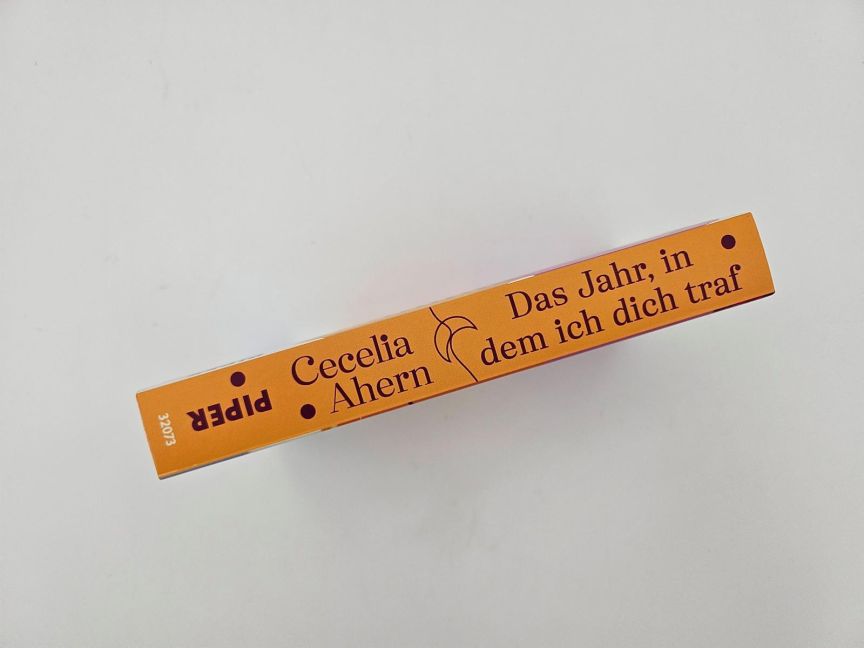 Cecelia
Ahern
Das Jahr, in
dem ich dich traf
PIPER
32073